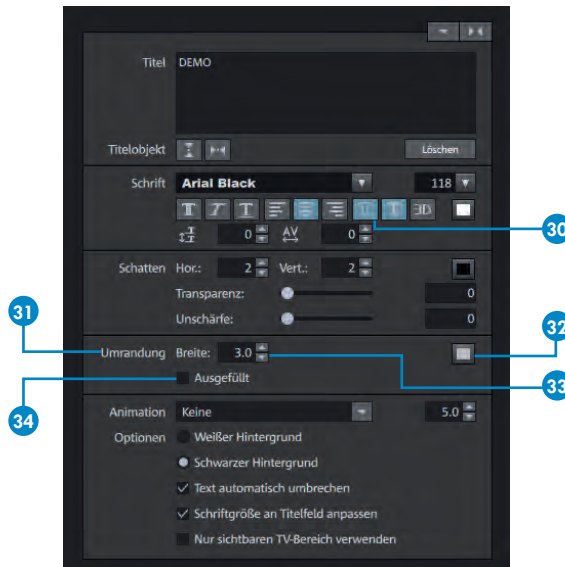 Titel DEMO
Titelobjekt Löschen
Schrift Arial Black 118
T T T T T 3D
T 0 AV 0
30
Schatten Hor.: 2 Vert.: 2
Transparenz: 0
Unschärfe: 0
31
32
Umrandung Breite: 3.0
33
Ausgefüllt
34
Animation Keine 5.0
Optionen Weißer Hintergrund
Schwarzer Hintergrund
Text automatisch umbrechen
Schriftgröße an Titelfeld anpassen
Nur sichtbaren TV-Bereich verwenden